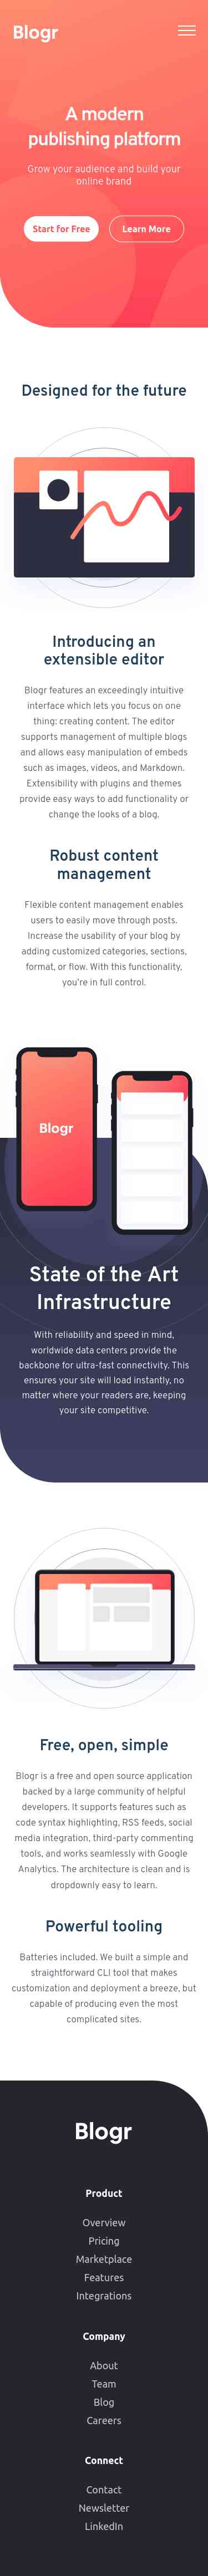 Blogr
A modern
publishing platform
Grow your audience and build your
online brand
Start for Free
Learn More
Designed for the future
Introducing an
extensible editor
Blogr features an exceedingly intuitive
interface which lets you focus on one
thing: creating content. The editor
supports management of multiple blogs
and allows easy manipulation of embeds
such as images, videos, and Markdown.
Extensibility with plugins and themes
provide easy ways to add functionality or
change the looks of a blog.
Robust content
management
Flexible content management enables
users to easily move through posts.
Increase the usability of your blog by
adding customized categories, sections,
format, or flow. With this functionality,
you're in full control.
Blogr
State of the Art
Infrastructure
With reliability and speed in mind,
worldwide data centers provide the
backbone for ultra-fast connectivity. This
ensures your site will load instantly, no
matter where your readers are, keeping
your site competitive.
Free, open, simple
Blogr is a free and open source application
backed by a large community of helpful
developers. It supports features such as
code syntax highlighting, RSS feeds, social
media integration, third-party commenting
tools, and works seamlessly with Google
Analytics. The architecture is clean and is
dropdownly easy to learn.
Powerful tooling
Batteries included. We built a simple and
straightforward CLI tool that makes
customization and deployment a breeze, but
capable of producing even the most
complicated sites.
Blogr
Product
Overview
Pricing
Marketplace
Features
Integrations
Company
About
Team
Blog
Careers
Connect
Contact
Newsletter
LinkedIn